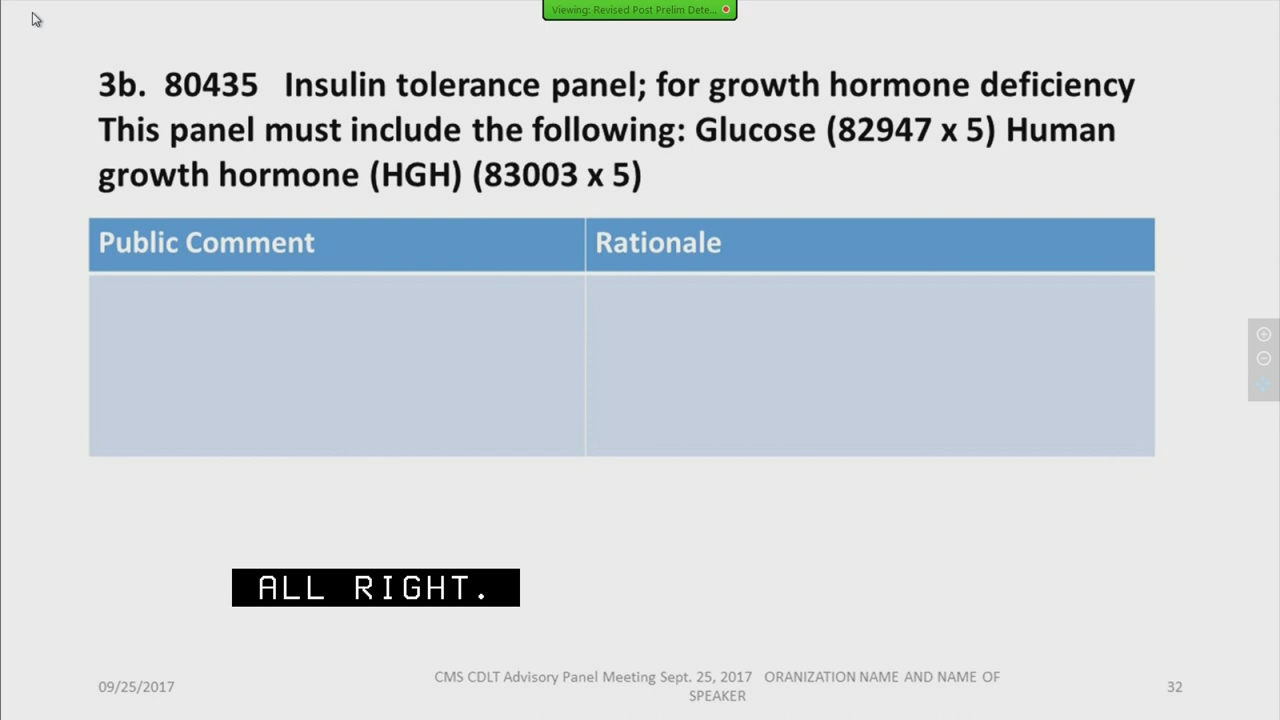 Viewing: Revised Post Prelim Dete...
3b. 80435 Insulin tolerance panel; for growth hormone deficiency
This panel must include the following: Glucose (82947 x 5) Human
growth hormone (HGH) (83003 x 5)
Public Comment
Rationale
ALL RIGHT.
09/25/2017
CMS CDLT Advisory Panel Meeting Sept. 25, 2017 ORANIZATION NAME AND NAME OF
SPEAKER
32